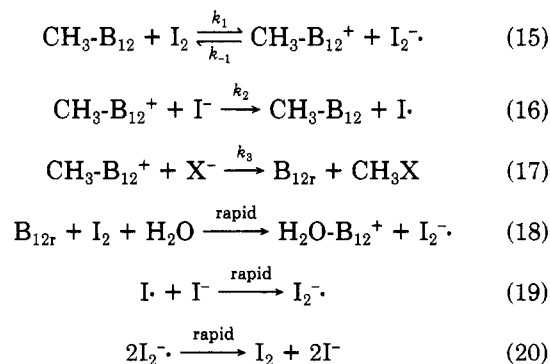 CH₃-B₁₂ + I₂ ⇌ CH₃-B₁₂⁺ + I₂⁻· (15)
k₁
k₋₁
CH₃-B₁₂⁺ + I⁻ →(k₂) CH₃-B₁₂ + I· (16)
CH₃-B₁₂⁺ + X⁻ →(k₃) B₁₂ᵣ + CH₃X (17)
B₁₂ᵣ + I₂ + H₂O →(rapid) H₂O-B₁₂⁺ + I₂⁻· (18)
I· + I⁻ →(rapid) I₂⁻· (19)
2I₂⁻· →(rapid) I₂ + 2I⁻ (20)